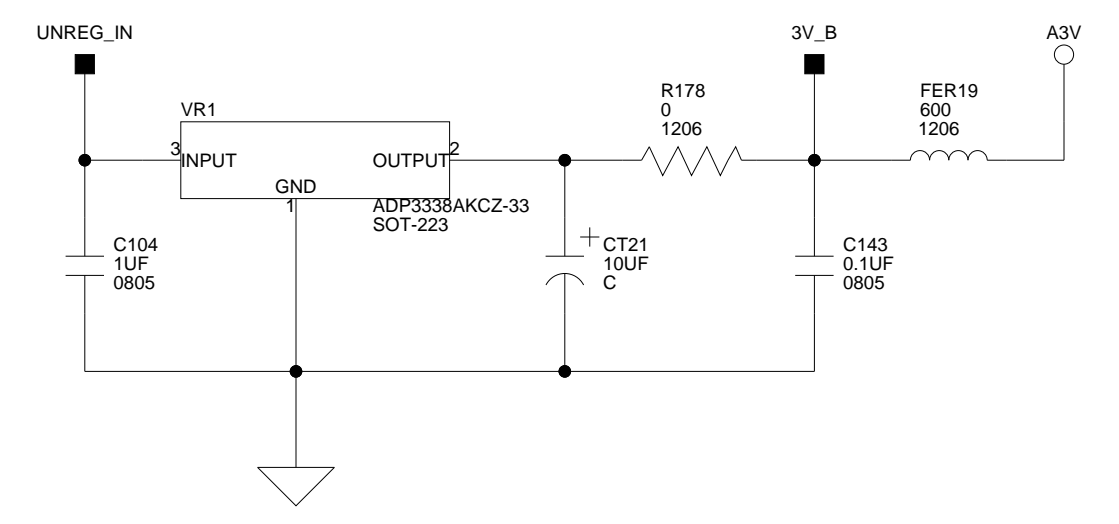 UNREG_IN
3V_B
A3V
VR1
R178
0
1206
FER19
600
1206
3
INPUT
OUTPUT
2
GND
1
ADP3338AKCZ-33
SOT-223
C104
1UF
0805
+
CT21
10UF
C
C143
0.1UF
0805